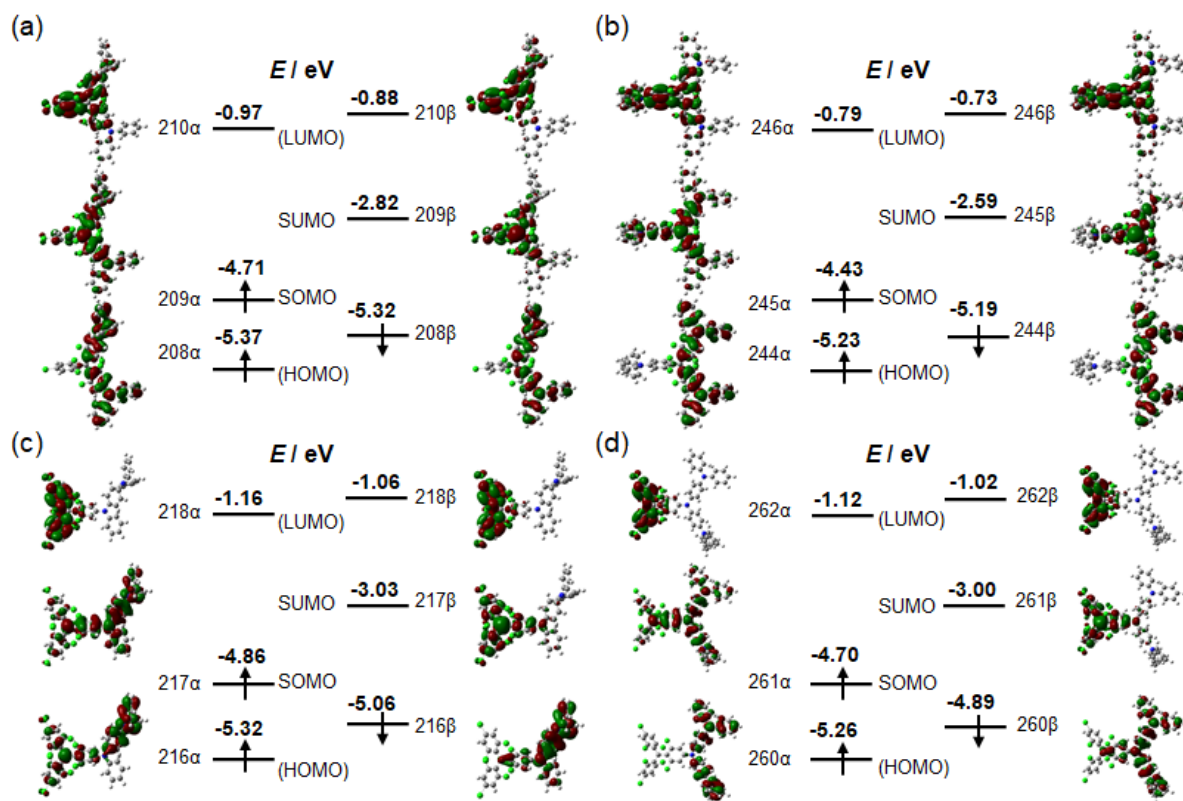 (a)
E / eV
-0.88
210β
-0.97
210α
(LUMO)
-2.82
SUMO
209β
-4.71
209α
SOMO
-5.32
208β
-5.37
208α
(HOMO)
(b)
E / eV
-0.73
246β
-0.79
246α
(LUMO)
-2.59
SUMO
245β
-4.43
245α
SOMO
-5.19
244β
-5.23
244α
(HOMO)
(c)
E / eV
-1.06
218β
-1.16
218α
(LUMO)
-3.03
SUMO
217β
-4.86
217α
SOMO
-5.06
216β
-5.32
216α
(HOMO)
(d)
E / eV
-1.02
262β
-1.12
262α
(LUMO)
-3.00
SUMO
261β
-4.70
261α
SOMO
-4.89
260β
-5.26
260α
(HOMO)